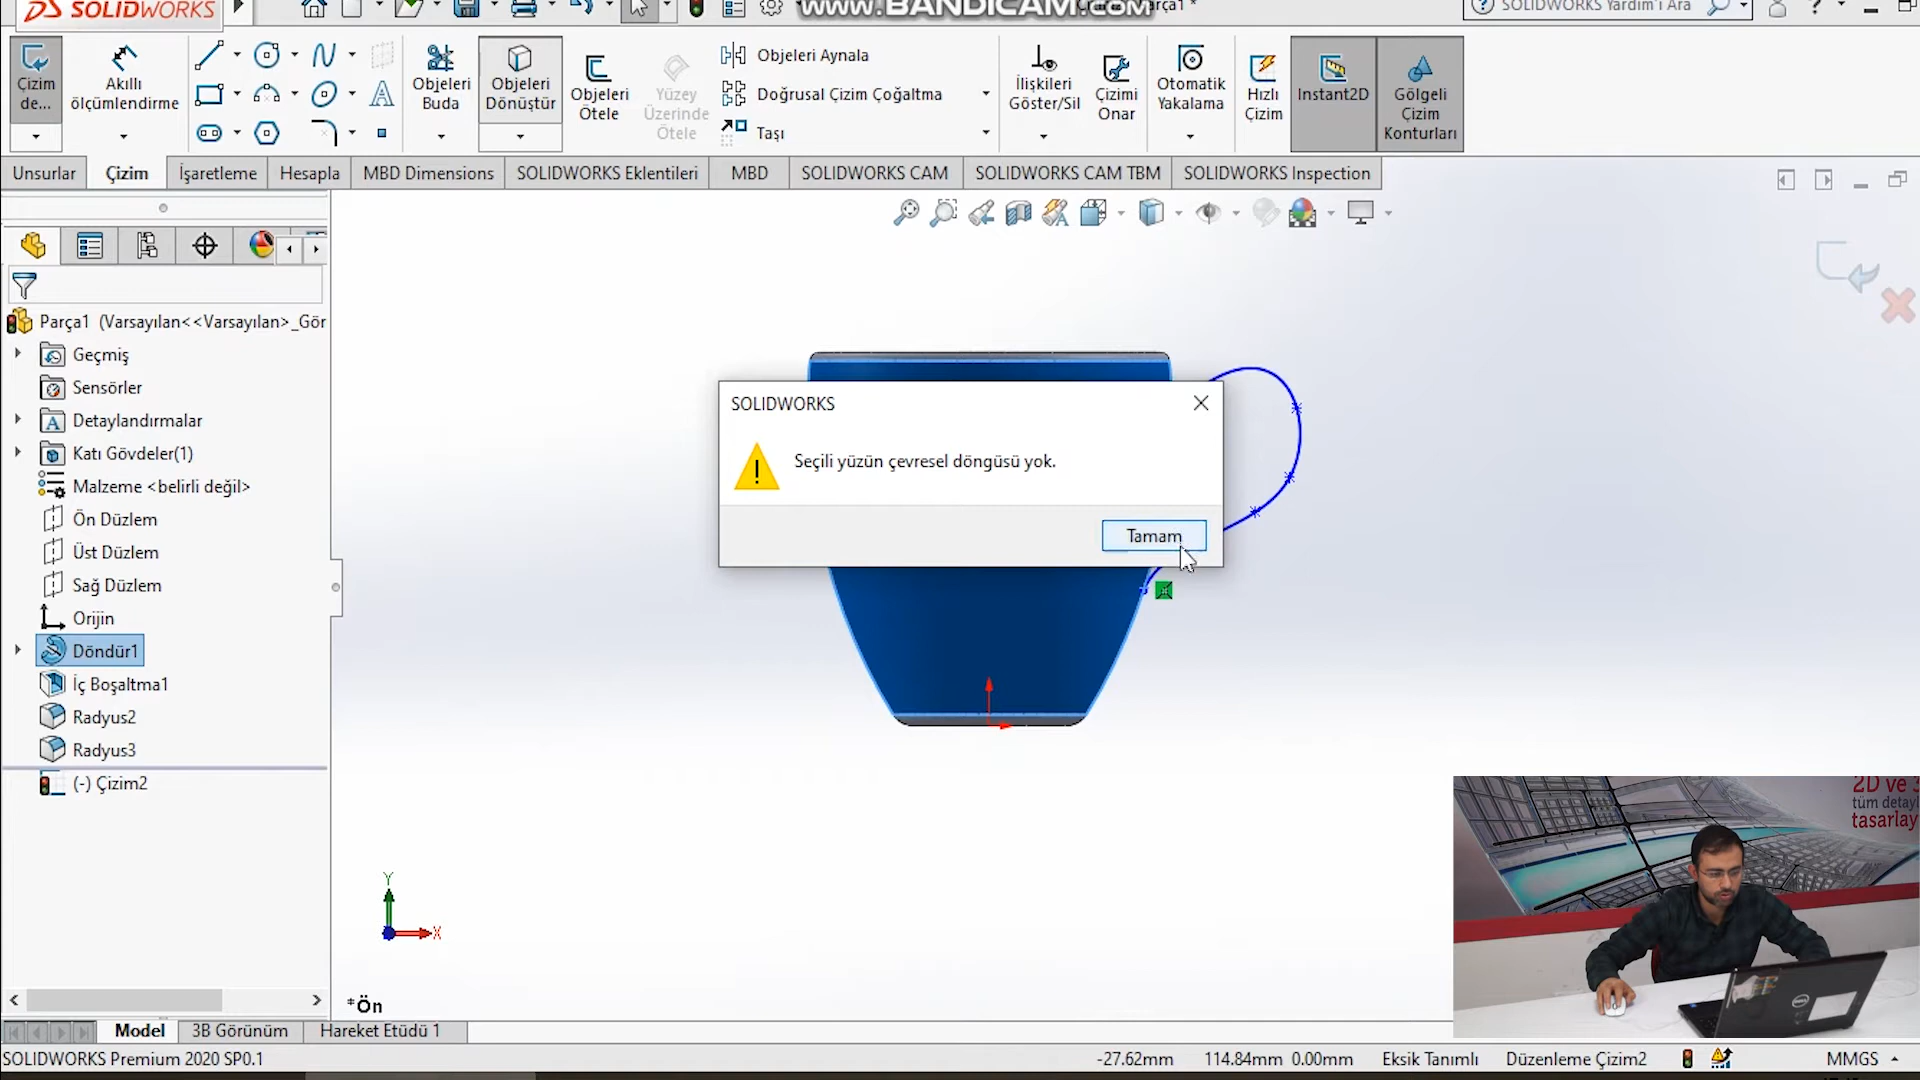 SOLIDWORKS
www.BANDICAM.com
Parça1 *
SOLIDWORKS Yardım'ı Ara
Çizim de...
Akıllı ölçümlendirme
Objeleri Buda
Objeleri Dönüştür
Objeleri Ötele
Yüzey Üzerinde Ötele
Objeleri Aynala
Doğrusal Çizim Çoğaltma
Taşı
İlişkileri Göster/Sil
Çizimi Onar
Otomatik Yakalama
Hızlı Çizim
Instant2D
Gölgeli Çizim Konturları
Unsurlar
Çizim
İşaretleme
Hesapla
MBD Dimensions
SOLIDWORKS Eklentileri
MBD
SOLIDWORKS CAM
SOLIDWORKS CAM TBM
SOLIDWORKS Inspection
Parça1 (Varsayılan<<Varsayılan>_Gör
Geçmiş
Sensörler
Detaylandırmalar
Katı Gövdeler(1)
Malzeme <belirli değil>
Ön Düzlem
Üst Düzlem
Sağ Düzlem
Orijin
Döndür1
İç Boşaltma1
Radyus2
Radyus3
(-) Çizim2
SOLIDWORKS
Seçili yüzün çevresel döngüsü yok.
Tamam
Y
X
*Ön
2D ve 3
tüm detayl
tasarlay
Model
3B Görünüm
Hareket Etüdü 1
SOLIDWORKS Premium 2020 SP0.1
-27.62mm
114.84mm
0.00mm
Eksik Tanımlı
Düzenleme Çizim2
MMGS